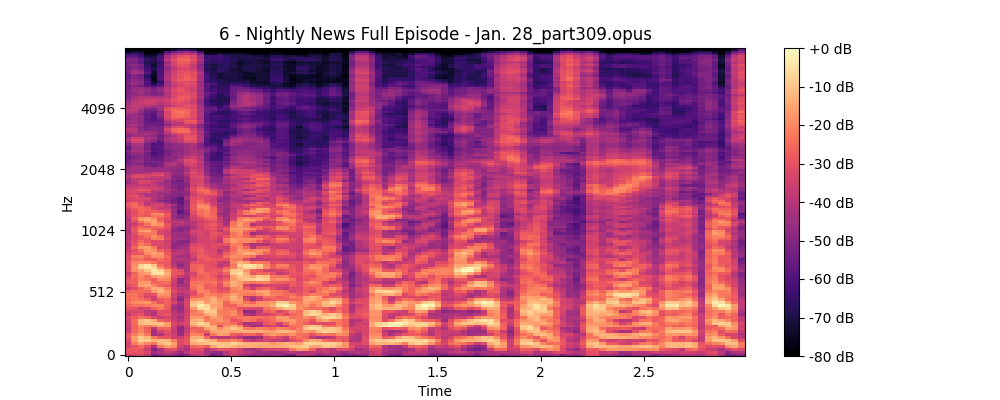 6 - Nightly News Full Episode - Jan. 28_part309.opus
Hz
4096
2048
1024
512
0
0
0.5
1
1.5
2
2.5
Time
+0 dB
-10 dB
-20 dB
-30 dB
-40 dB
-50 dB
-60 dB
-70 dB
-80 dB